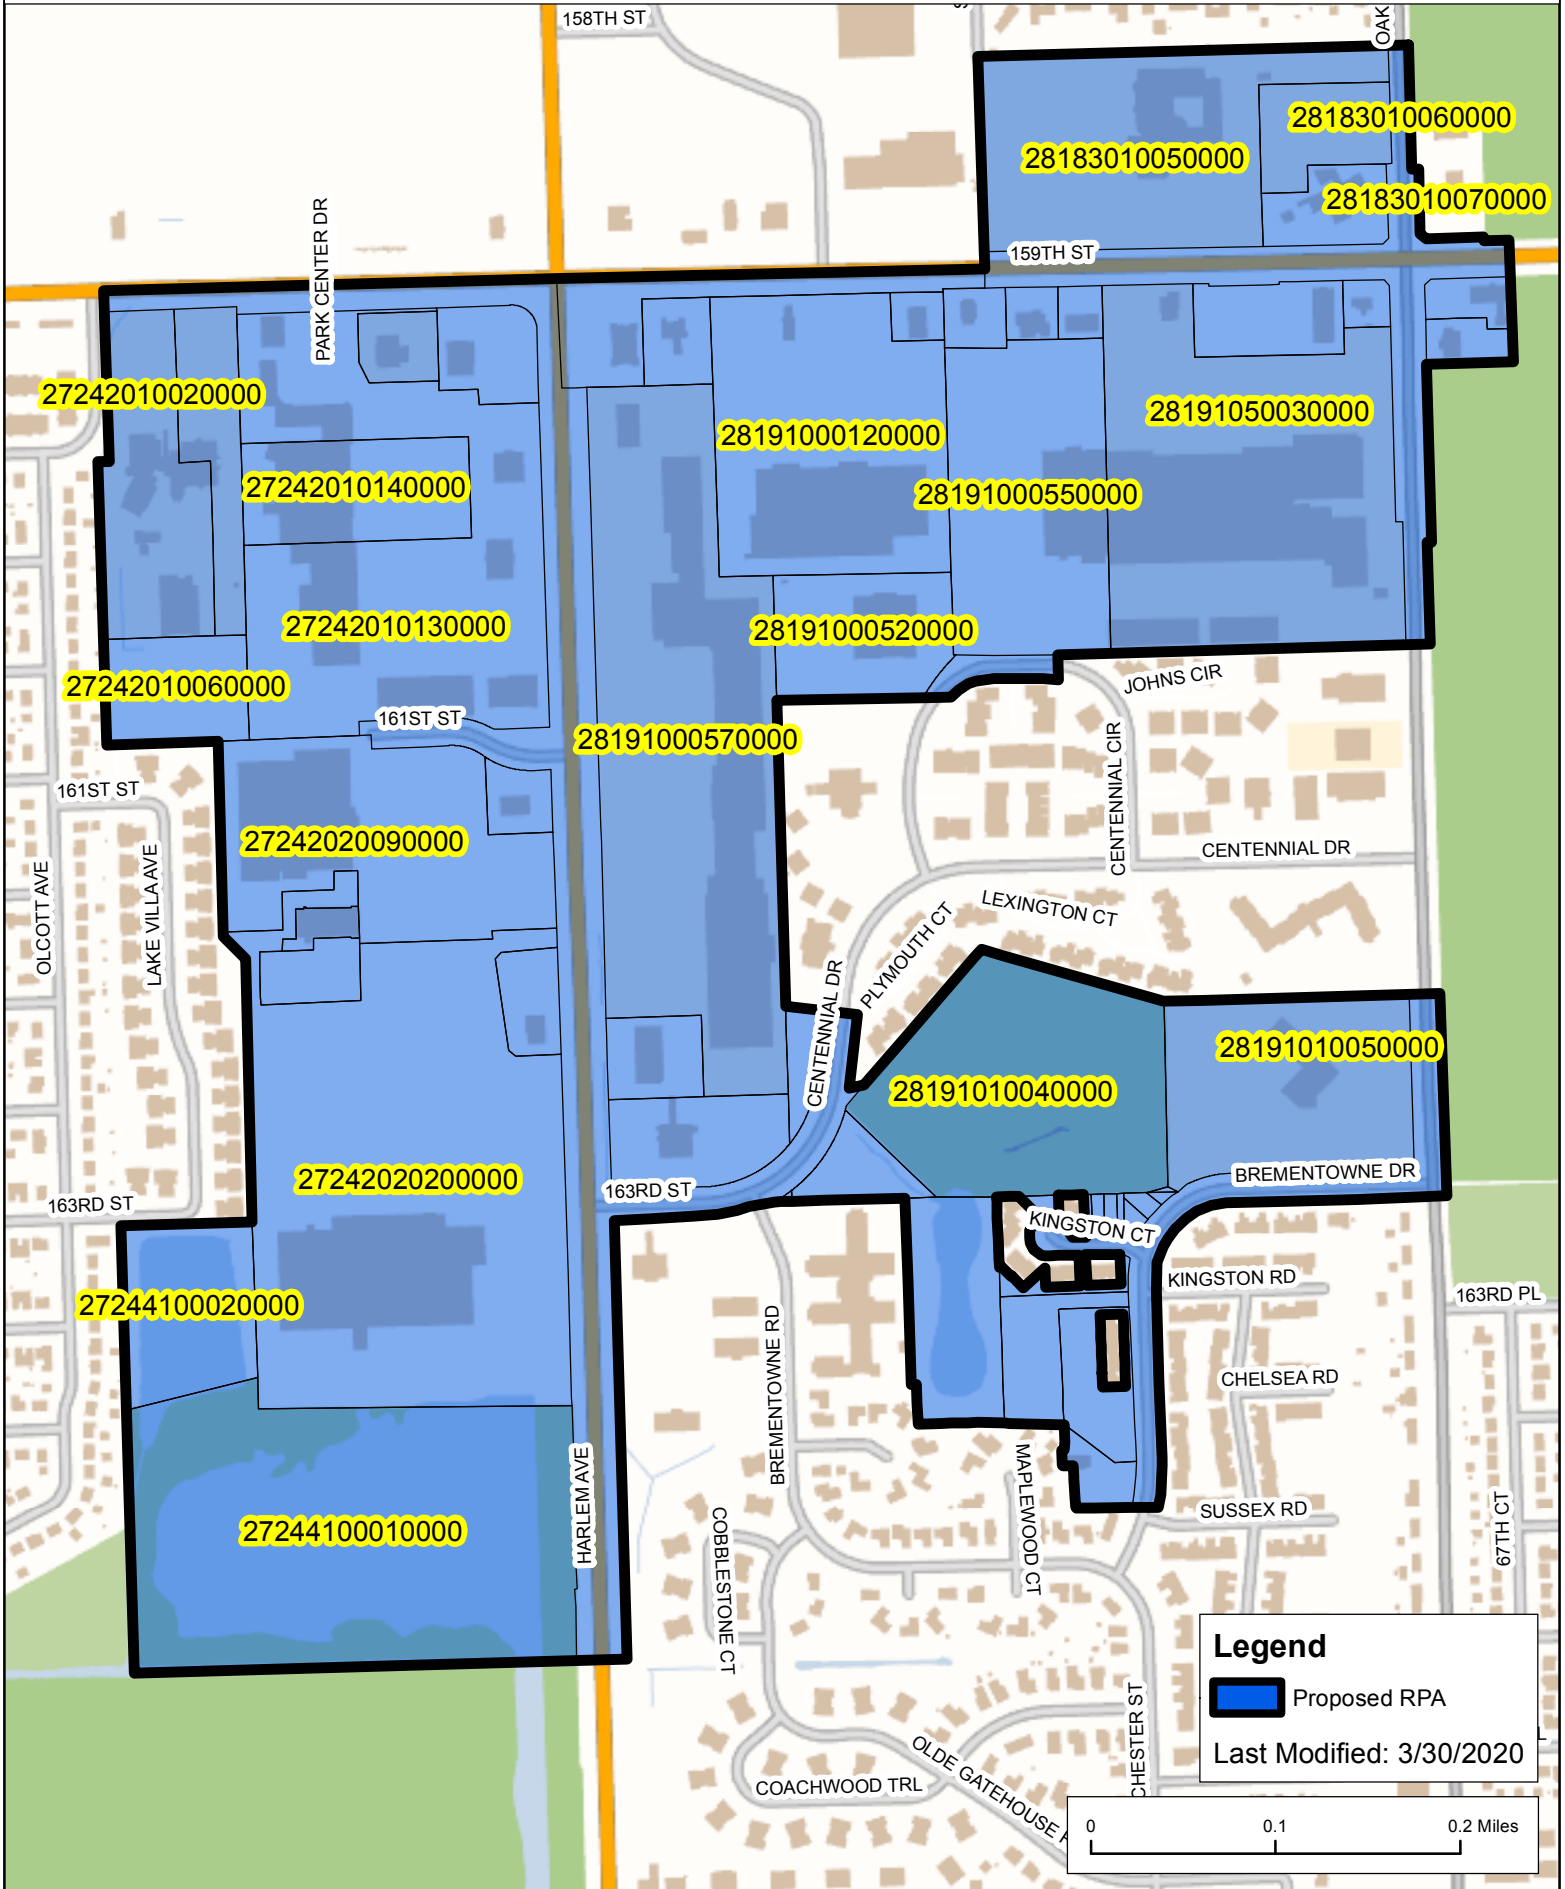 158TH ST
OAK
28183010060000
28183010050000
28183010070000
PARK CENTER DR
159TH ST
27242010020000
28191050030000
28191000120000
27242010140000
28191000550000
27242010130000
28191000520000
27242010060000
JOHNS CIR
161ST ST
28191000570000
CENTENNIAL CIR
161ST ST
27242020090000
CENTENNIAL DR
OLCOTT AVE
LAKE VILLA AVE
LEXINGTON CT
PLYMOUTH CT
CENTENNIAL DR
28191010050000
28191010040000
27242020200000
163RD ST
BREMENTOWNE DR
163RD ST
KINGSTON CT
KINGSTON RD
163RD PL
27244100020000
BREMENTOWNE RD
CHELSEA RD
HARLEM AVE
MAPLEWOOD CT
SUSSEX RD
67TH CT
27244100010000
COBBLESTONE CT
Legend
Proposed RPA
Last Modified: 3/30/2020
CHESTER ST
OLDE GATEHOUSE
COACHWOOD TRL
0 0.1 0.2 Miles